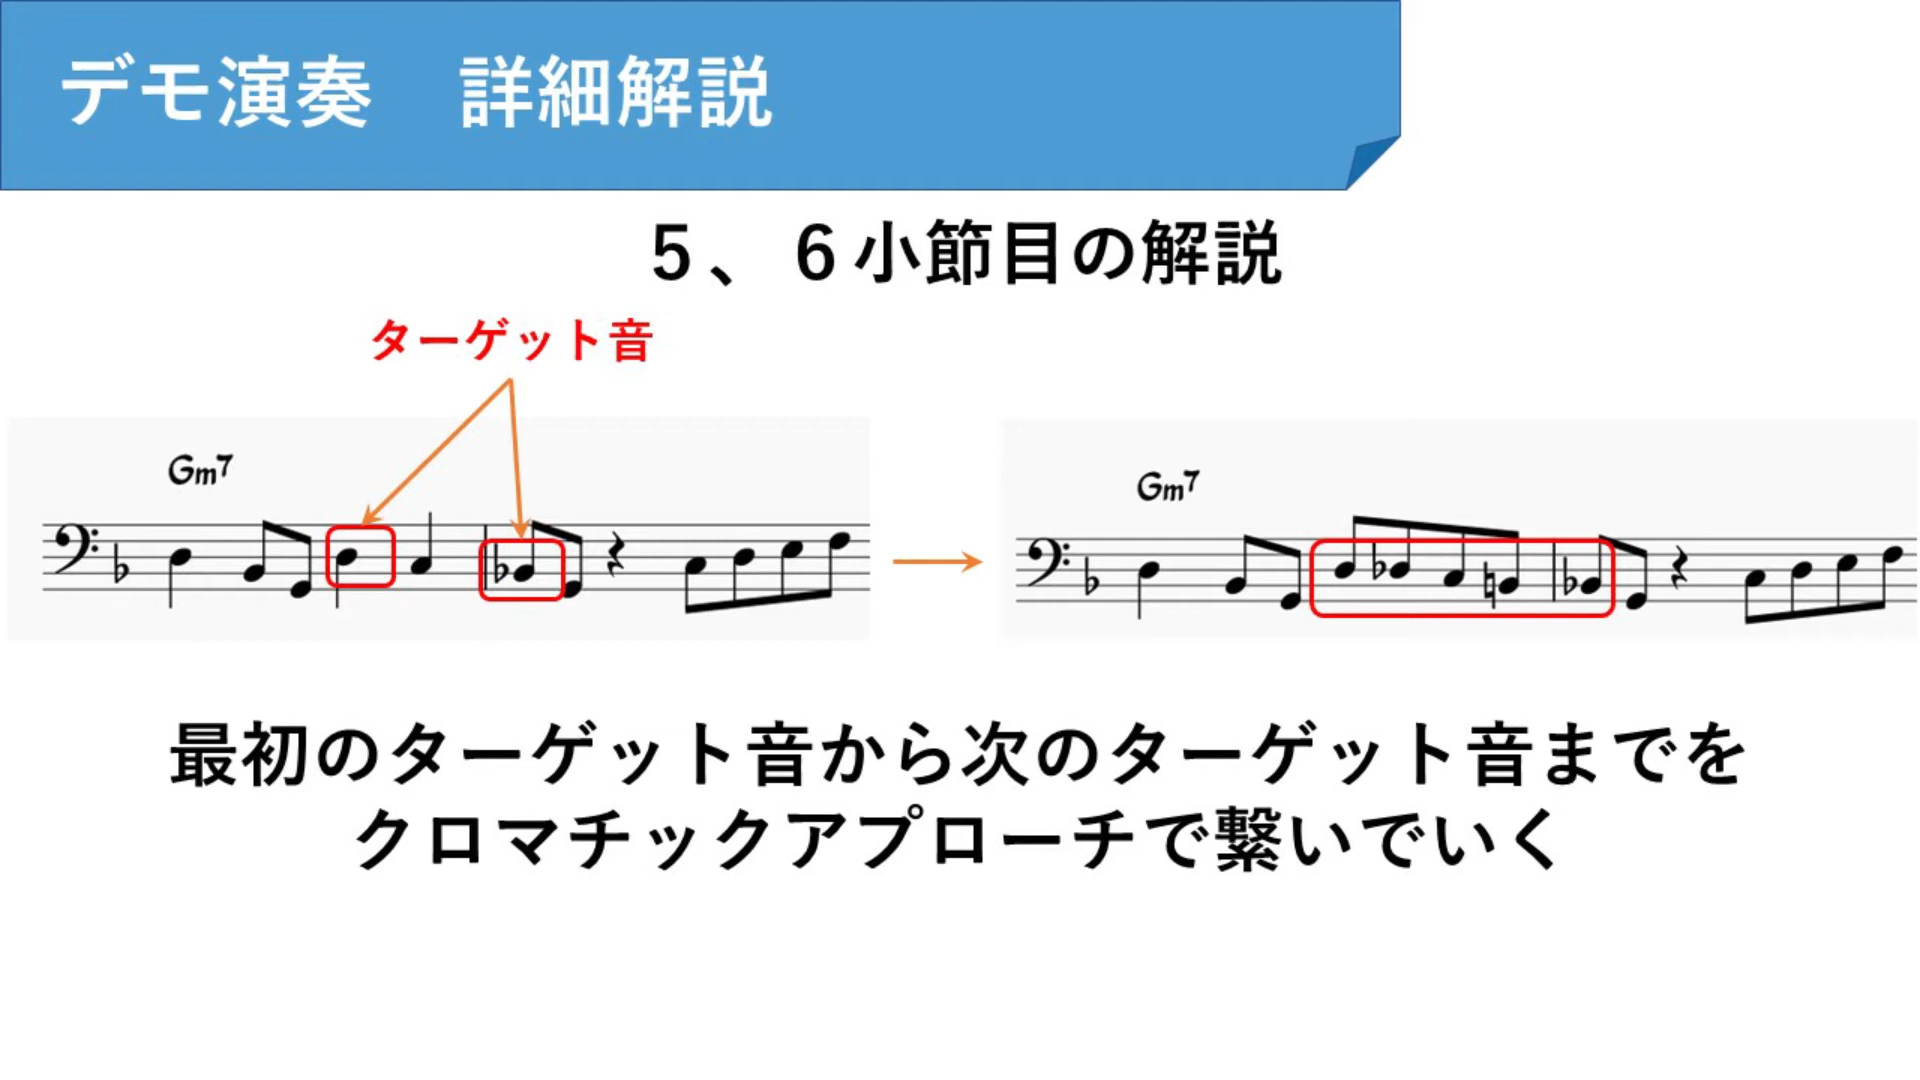 デモ演奏　詳細解説
５、６小節目の解説
ターゲット音
Gm7
Gm7
最初のターゲット音から次のターゲット音までを
クロマチックアプローチで繋いでいく